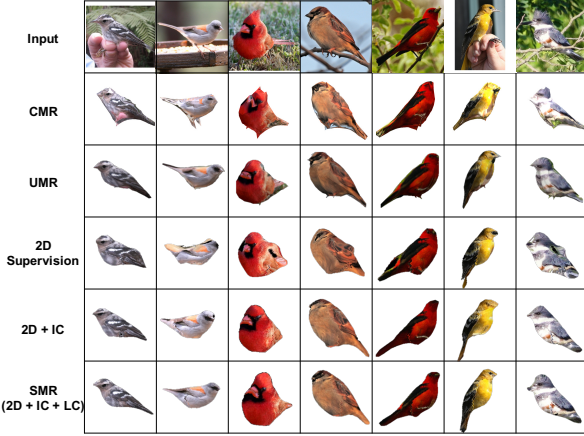 Input
CMR
UMR
2D
Supervision
2D + IC
SMR
(2D + IC + LC)